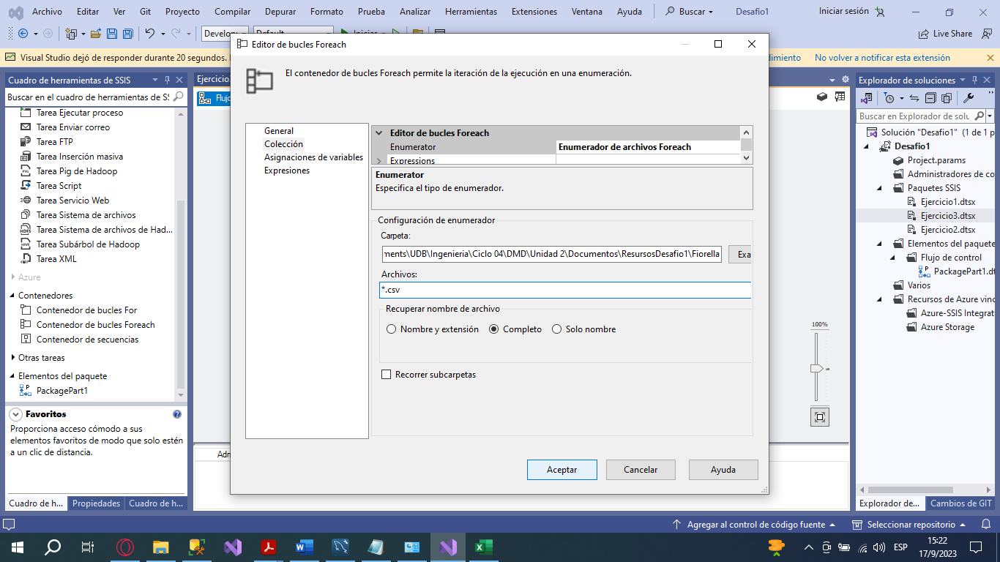 Archivo Editar Ver Git Proyecto Compilar Depurar Formato Prueba Analizar Herramientas Extensiones Ventana Ayuda Buscar Desafio1 Iniciar sesión
Develop Default Iniciar Live Share
Visual Studio dejó de responder durante 20 segundos. No volver a notificar esta extensión
Cuadro de herramientas de SSIS
Buscar en el cuadro de herramientas de SS
Tarea Ejecutar proceso
Tarea Enviar correo
Tarea FTP
Tarea Inserción masiva
Tarea Pig de Hadoop
Tarea Script
Tarea Servicio Web
Tarea Sistema de archivos
Tarea Sistema de archivos de Had...
Tarea Subárbol de Hadoop
Tarea XML
Azure
Contenedores
Contenedor de bucles For
Contenedor de bucles Foreach
Contenedor de secuencias
Otras tareas
Elementos del paquete
PackagePart1
Favoritos
Proporciona acceso cómodo a sus
elementos favoritos de modo que solo estén
a un clic de distancia.
Cuadro de h... Propiedades Cuadro de h...
Ejercicio
Flujo
Adm
Editor de bucles Foreach
El contenedor de bucles Foreach permite la iteración de la ejecución en una enumeración.
General
Colección
Asignaciones de variables
Expresiones
Editor de bucles Foreach
Enumerator Enumerador de archivos Foreach
Expressions
Enumerator
Especifica el tipo de enumerador.
Configuración de enumerador
Carpeta:
ments\UDB\Ingenieria\Ciclo 04\DMD\Unidad 2\Documentos\ResursosDesafio1\Fiorella
Exa
Archivos:
*.csv
Recuperar nombre de archivo
Nombre y extensión Completo Solo nombre
Recorrer subcarpetas
Aceptar Cancelar Ayuda
100%
Explorador de soluciones
Buscar en Explorador de solu
Solución "Desafio1" (1 de 1 p
Desafio1
Project.params
Administradores de co
Paquetes SSIS
Ejercicio1.dtsx
Ejercicio3.dtsx
Ejercicio2.dtsx
Elementos del paquete
Flujo de control
PackagePart1.dt
Varios
Recursos de Azure vinc
Azure-SSIS Integrat
Azure Storage
Explorador de... Cambios de GIT
Agregar al control de código fuente Seleccionar repositorio
ESP
15:22
17/9/2023